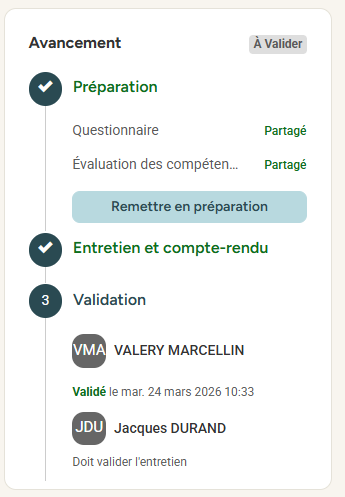 Avancement
À Valider
Préparation
Questionnaire
Partagé
Évaluation des compéten...
Partagé
Remettre en préparation
Entretien et compte-rendu
3
Validation
VMA
VALERY MARCELLIN
Validé le mar. 24 mars 2026 10:33
JDU
Jacques DURAND
Doit valider l'entretien